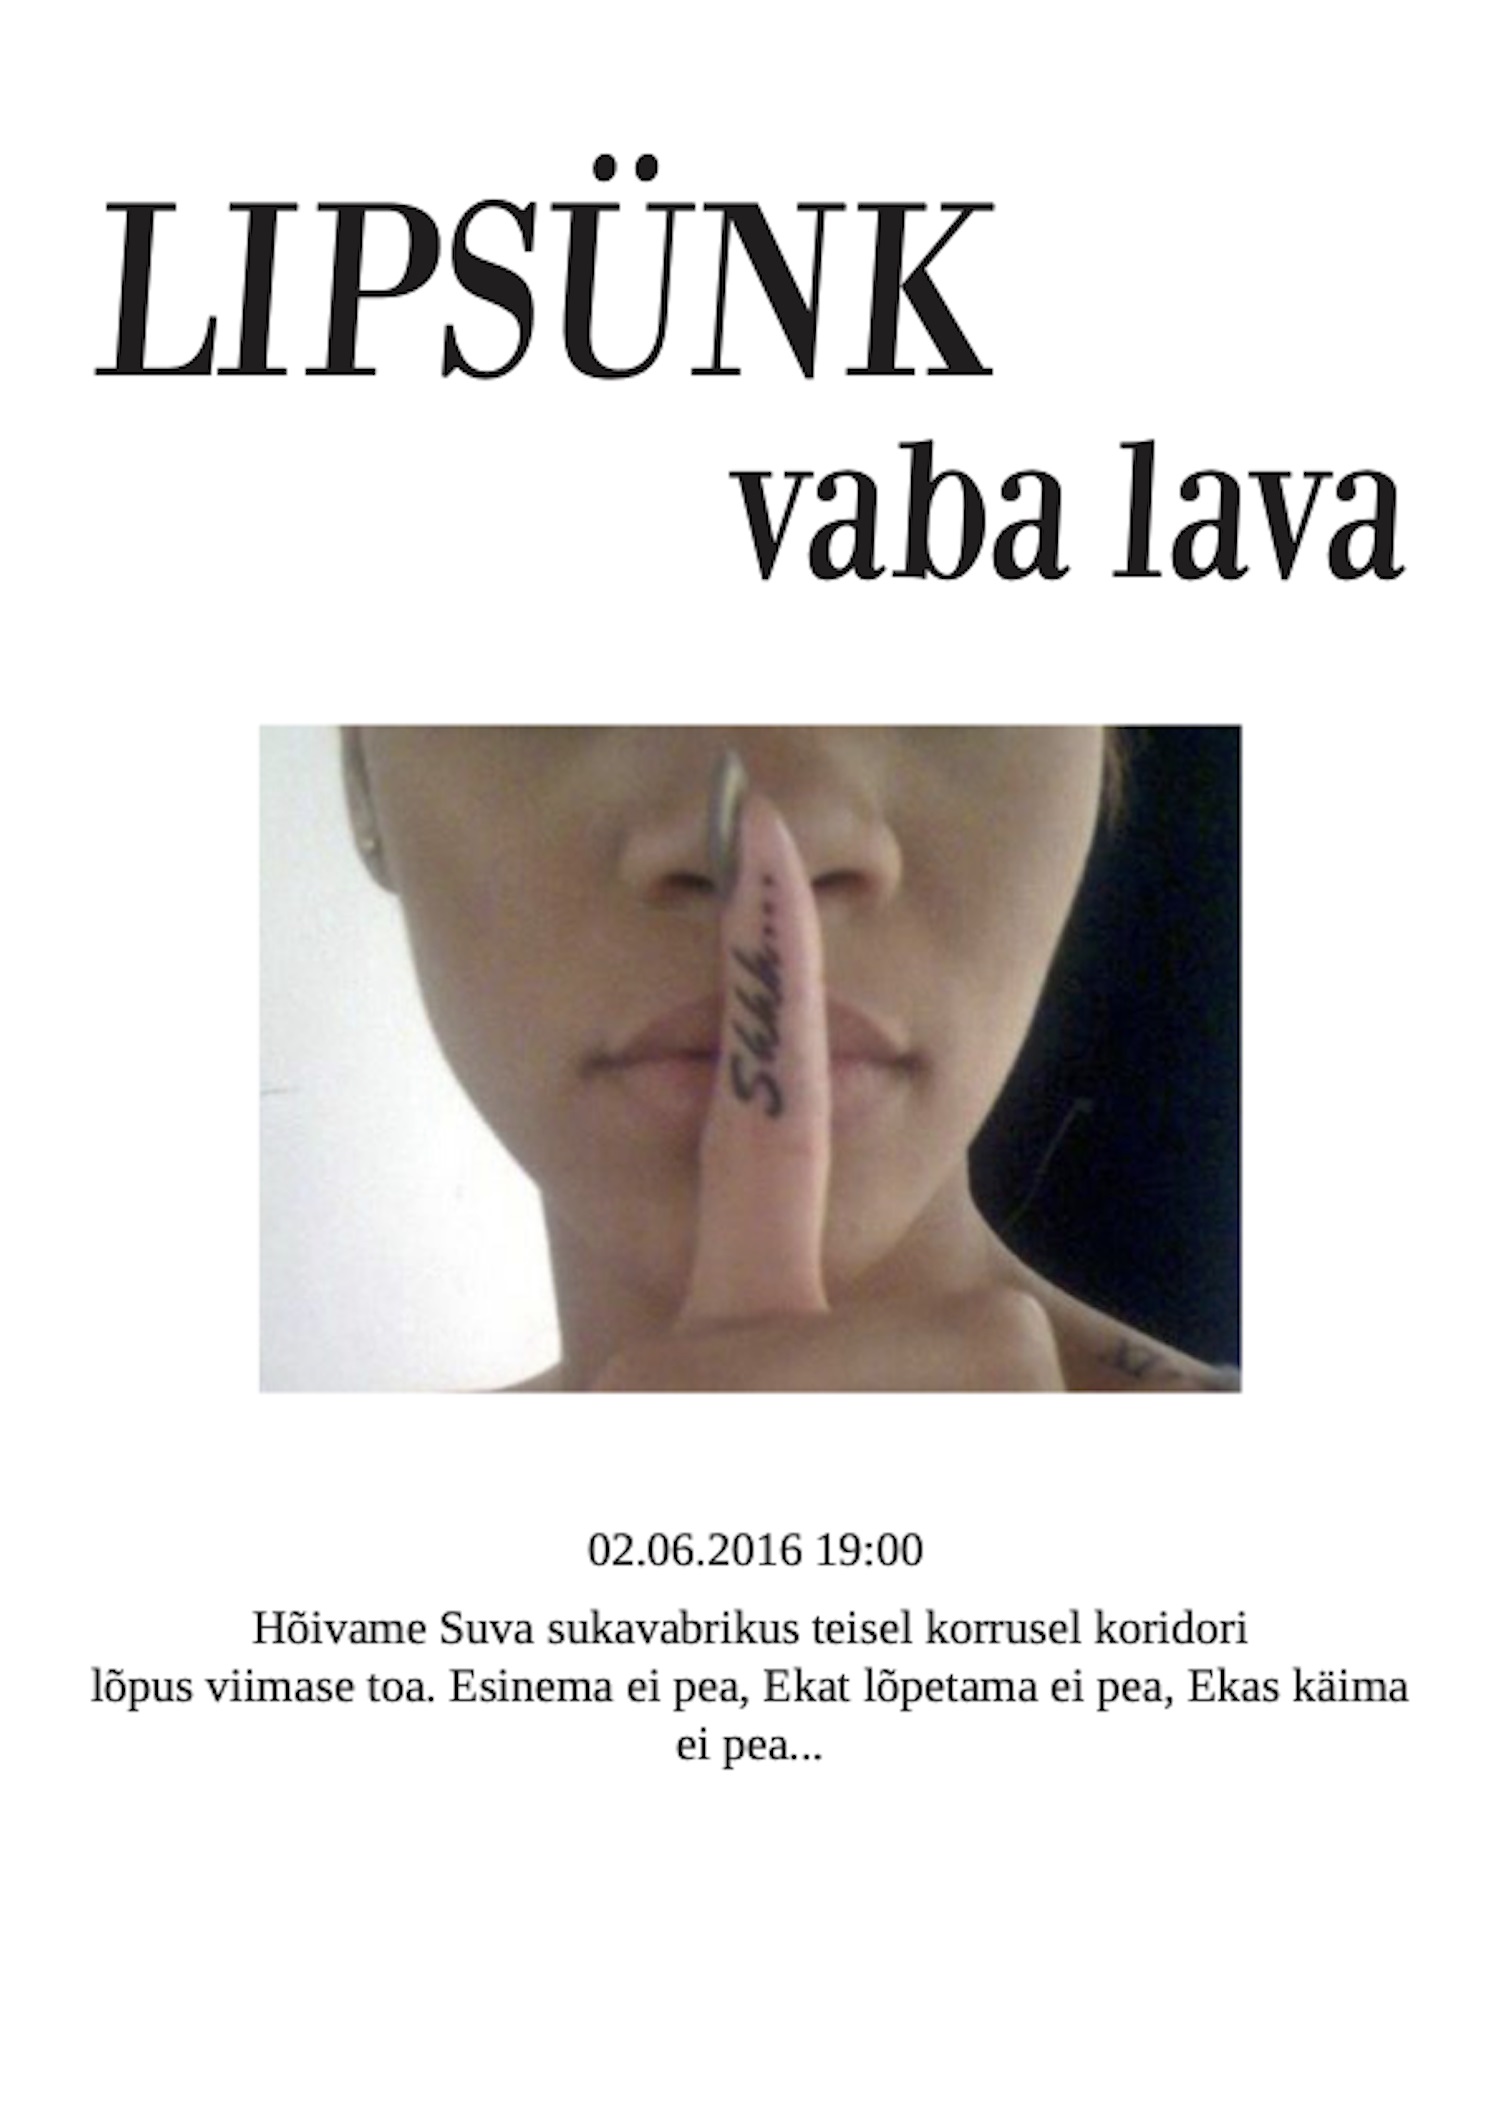 LIPSÜNK
vaba lava
Shhh....
02.06.2016 19:00
Hõivame Suva sukavabrikus teisel korrusel koridori
lõpus viimase toa. Esinema ei pea, Ekat lõpetama ei pea, Ekas käima
ei pea...